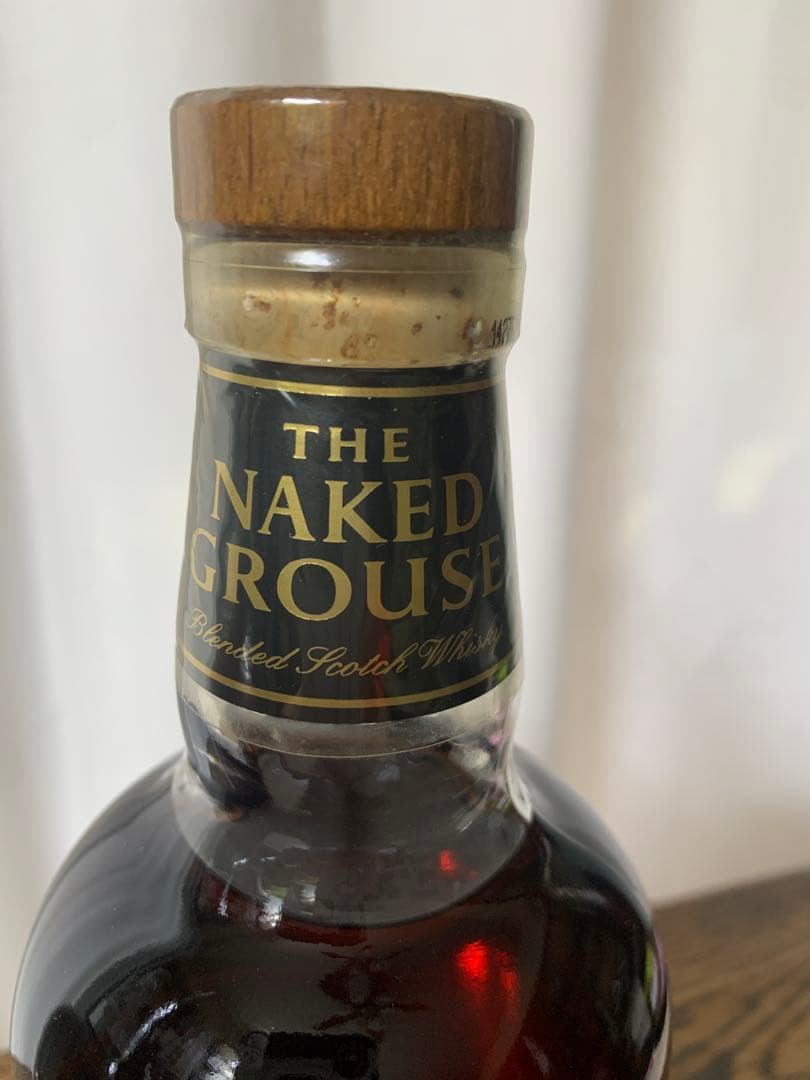 THE
NAKED
GROUSE
Blended Scotch Whisky